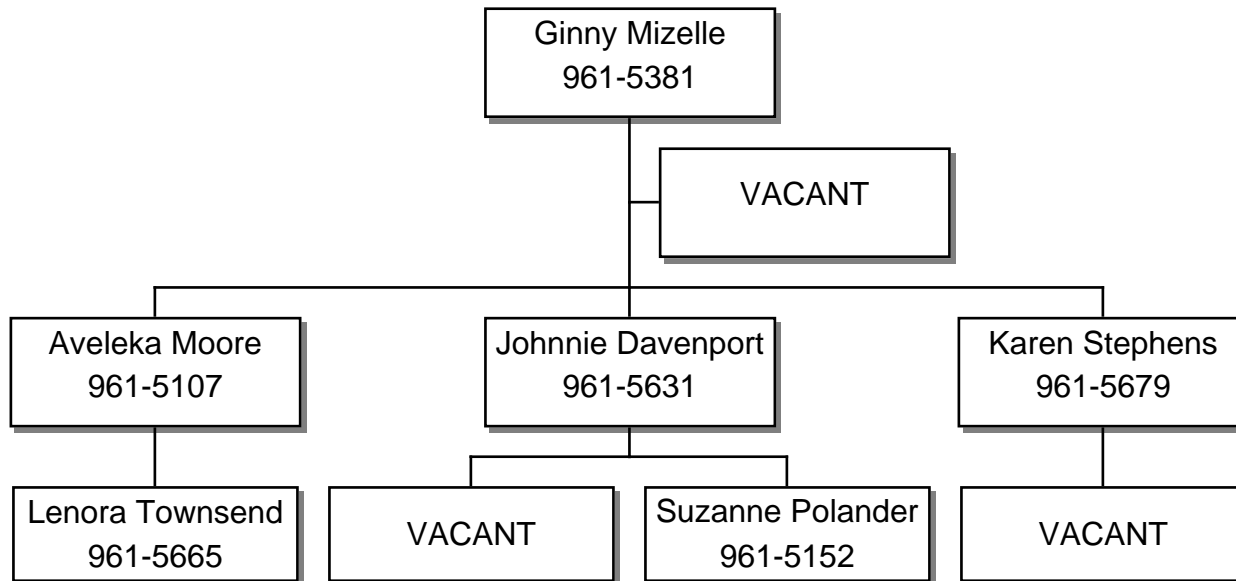 Ginny Mizelle
961-5381
VACANT
Aveleka Moore
961-5107
Johnnie Davenport
961-5631
Karen Stephens
961-5679
Lenora Townsend
961-5665
VACANT
Suzanne Polander
961-5152
VACANT